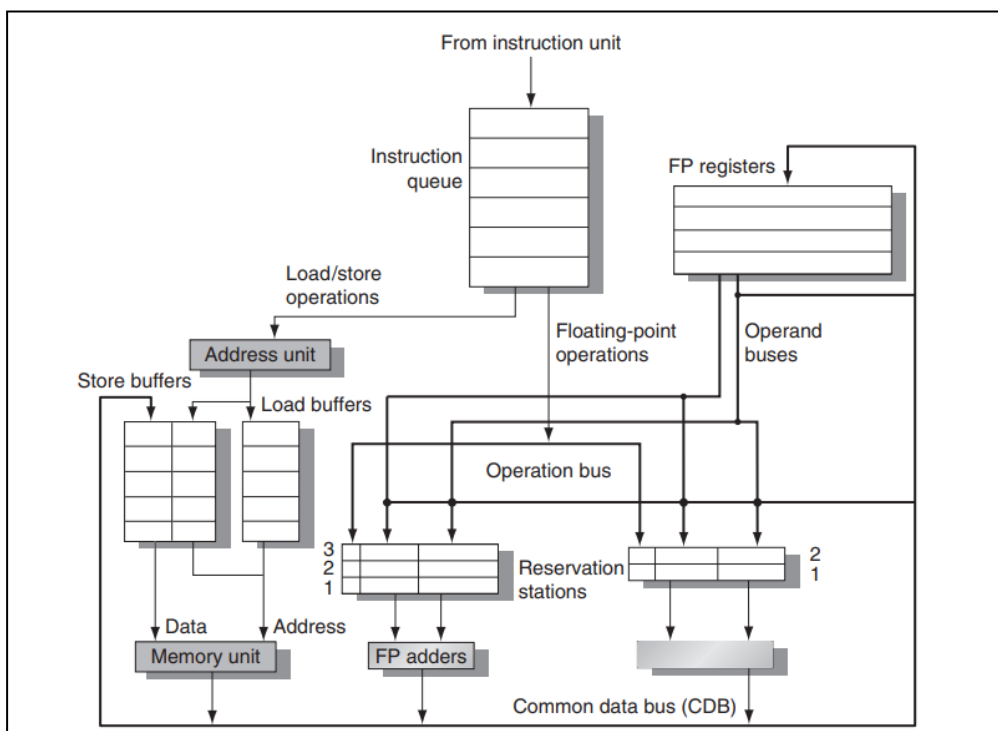 From instruction unit
Instruction
queue
FP registers
Load/store
operations
Floating-point
operations
Operand
buses
Address unit
Store buffers
Load buffers
Operation bus
3
2
1
Reservation
stations
2
1
Data
Address
Memory unit
FP adders
Common data bus (CDB)